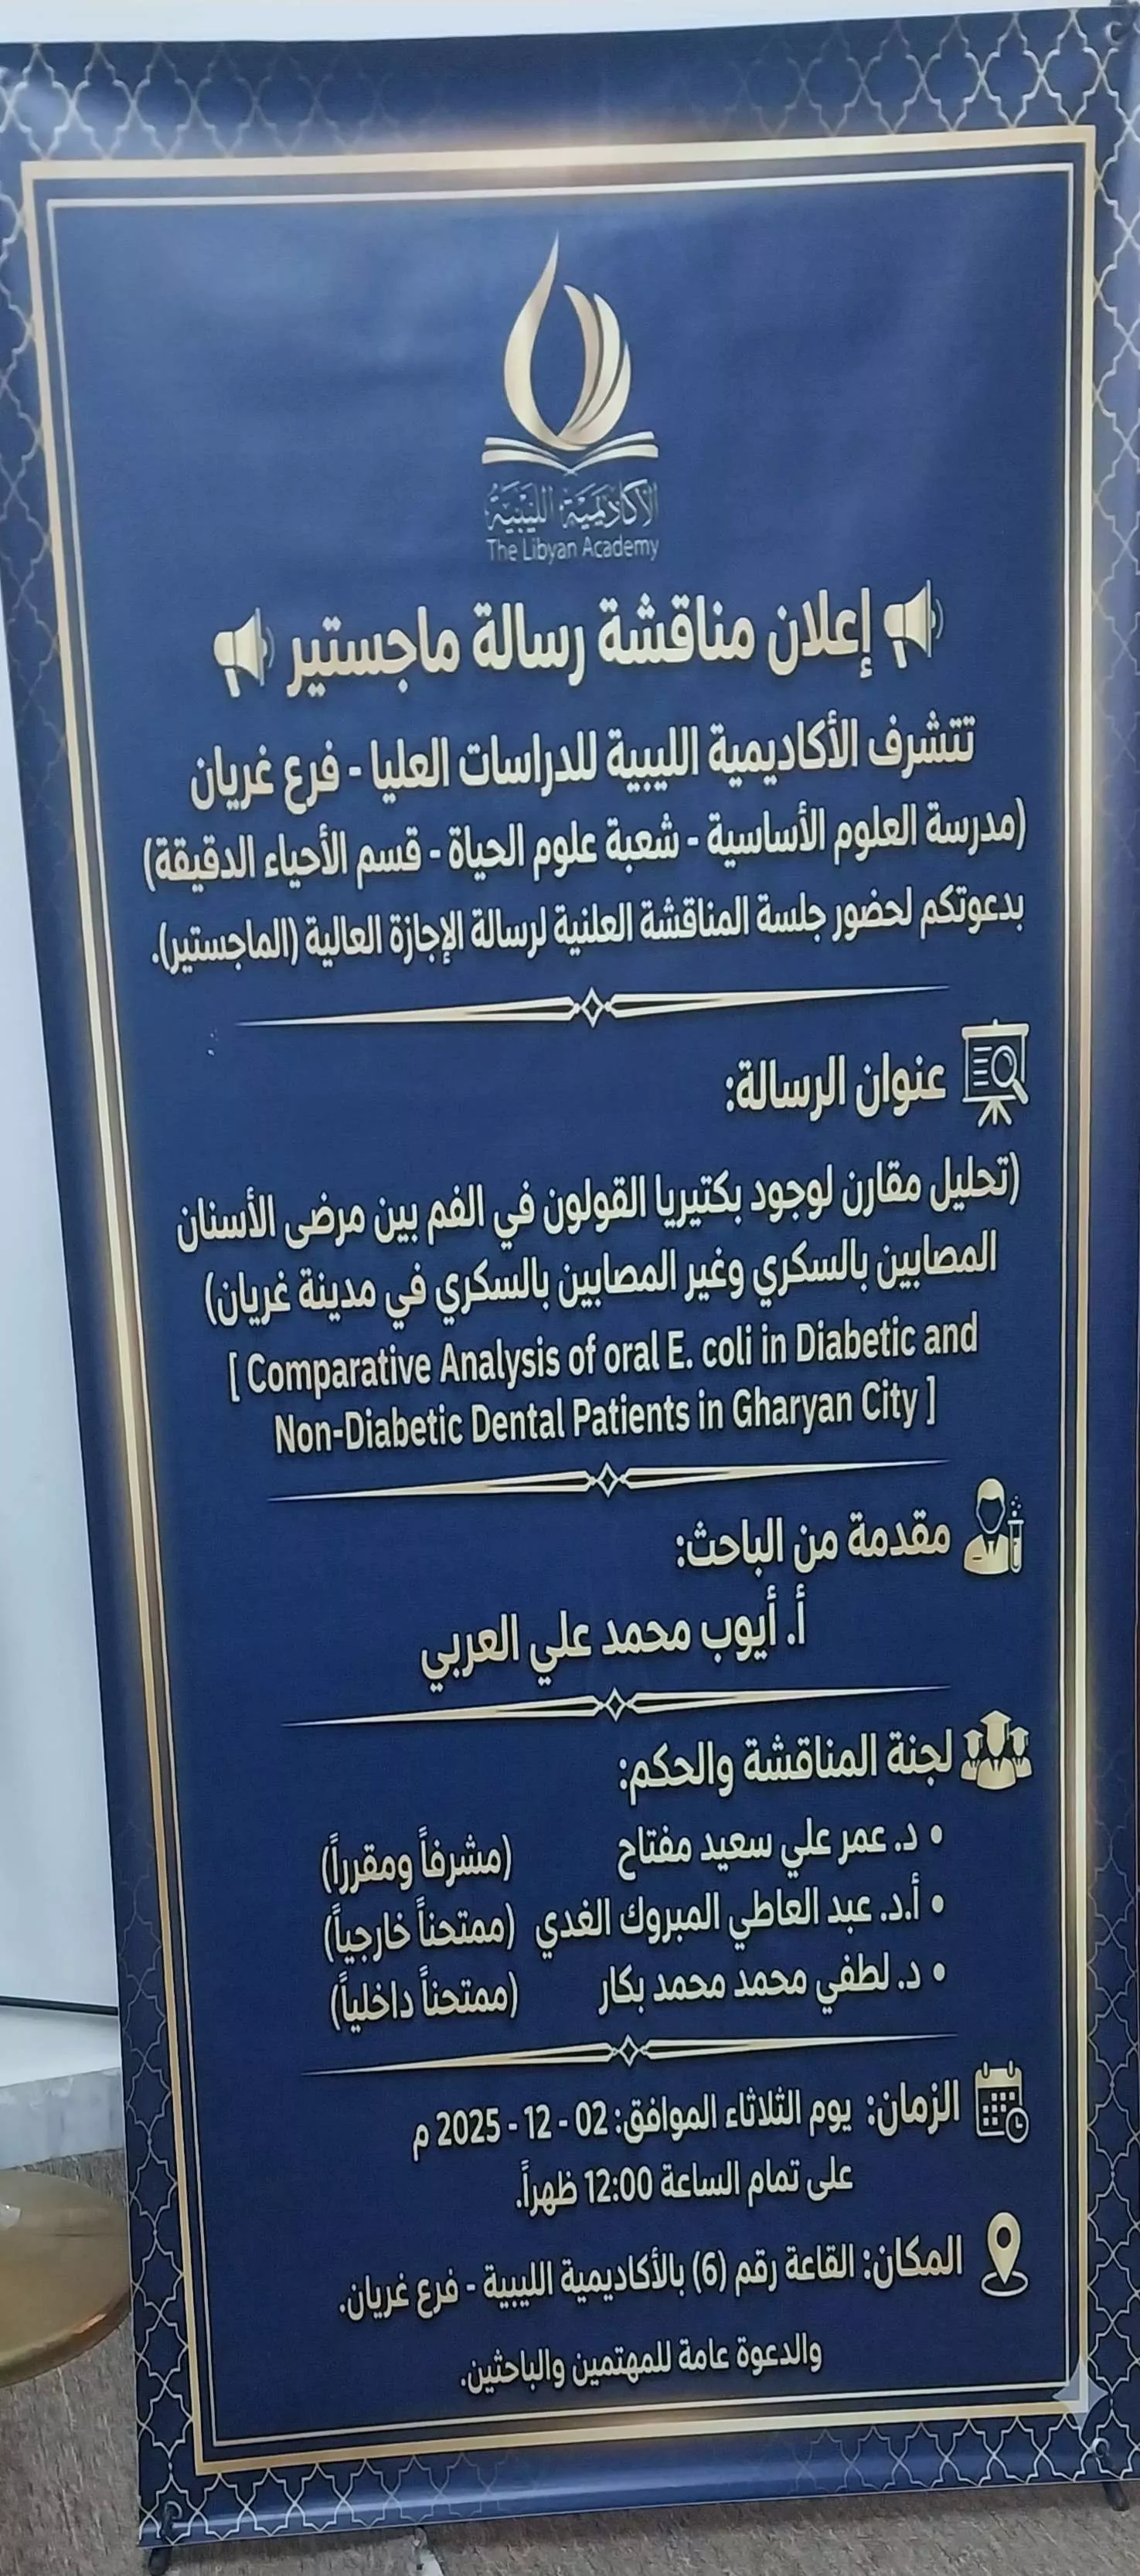 الأكاديمية الليبية
The Libyan Academy
إعلان مناقشة رسالة ماجستير
تتشرف الأكاديمية الليبية للدراسات العليا - فرع غريان
(مدرسة العلوم الأساسية - شعبة علوم الحياة - قسم الأحياء الدقيقة)
بدعوتكم لحضور جلسة المناقشة العلنية لرسالة الإجازة العالية (الماجستير).
عنوان الرسالة:
(تحليل مقارن لوجود بكتيريا القولون في الفم بين مرضى الأسنان
المصابين بالسكري وغير المصابين بالسكري في مدينة غريان)
[ Comparative Analysis of oral E. coli in Diabetic and
Non-Diabetic Dental Patients in Gharyan City ]
مقدمة من الباحث:
أ. أيوب محمد علي العربي
لجنة المناقشة والحكم:
• د. عمر علي سعيد مفتاح (مشرفاً ومقرراً)
• أ.د. عبد العاطي المبروك الغدي (ممتحناً خارجياً)
• د. لطفي محمد محمد بكار (ممتحناً داخلياً)
الزمان: يوم الثلاثاء الموافق: 02 - 12 - 2025 م
على تمام الساعة 12:00 ظهراً.
المكان: القاعة رقم (6) بالأكاديمية الليبية - فرع غريان.
والدعوة عامة للمهتمين والباحثين.